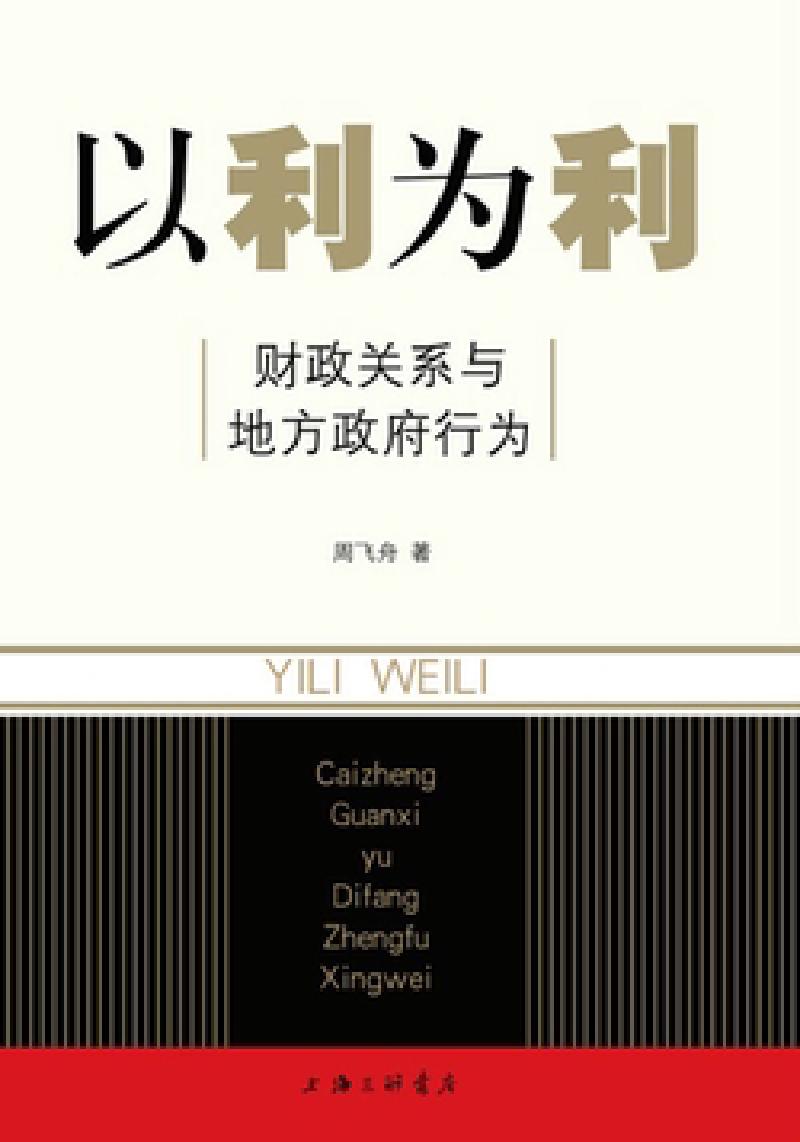 以利为利
财政关系与
地方政府行为
周飞舟 著
YILI WEILI
Caizheng
Guanxi
yu
Difang
Zhengfu
Xingwei
上海三联书店